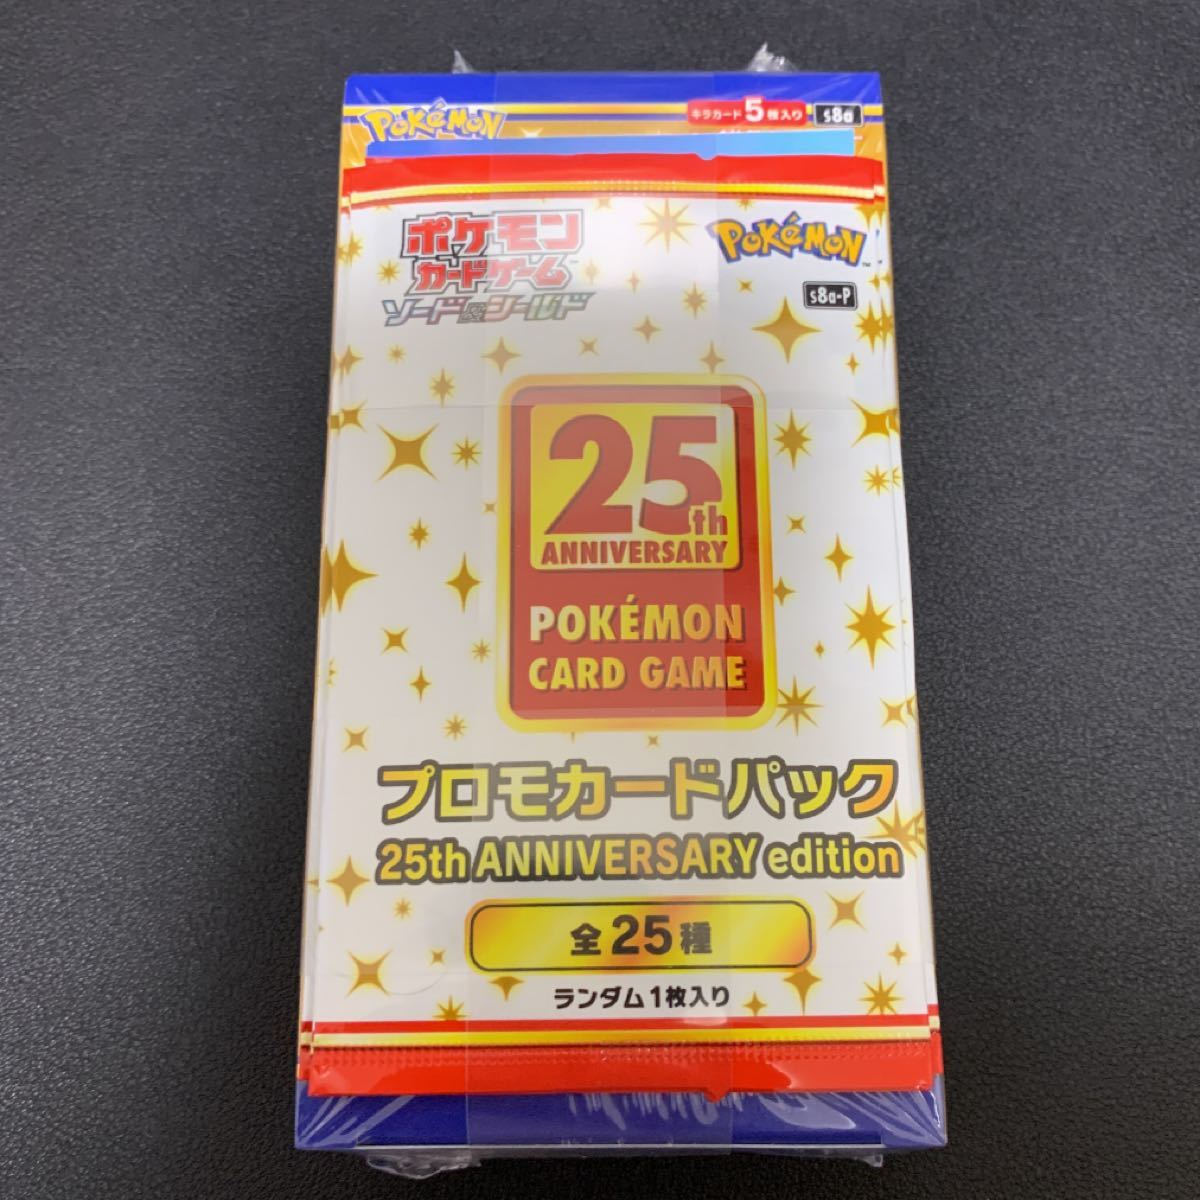 POKéMON
キラカード5枚入り
s8a
ポケモン
カードゲーム
ソード&シールド
POKéMON™
s8a-P
25th
ANNIVERSARY
POKÉMON
CARD GAME
プロモカードパック
25th ANNIVERSARY edition
全25種
ランダム1枚入り